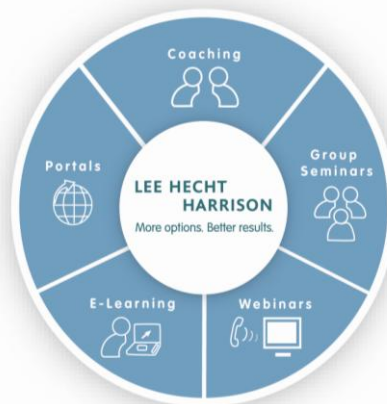 Coaching
Group
Seminars
Webinars
E-Learning
Portals
LEE HECHT
HARRISON
More options. Better results.